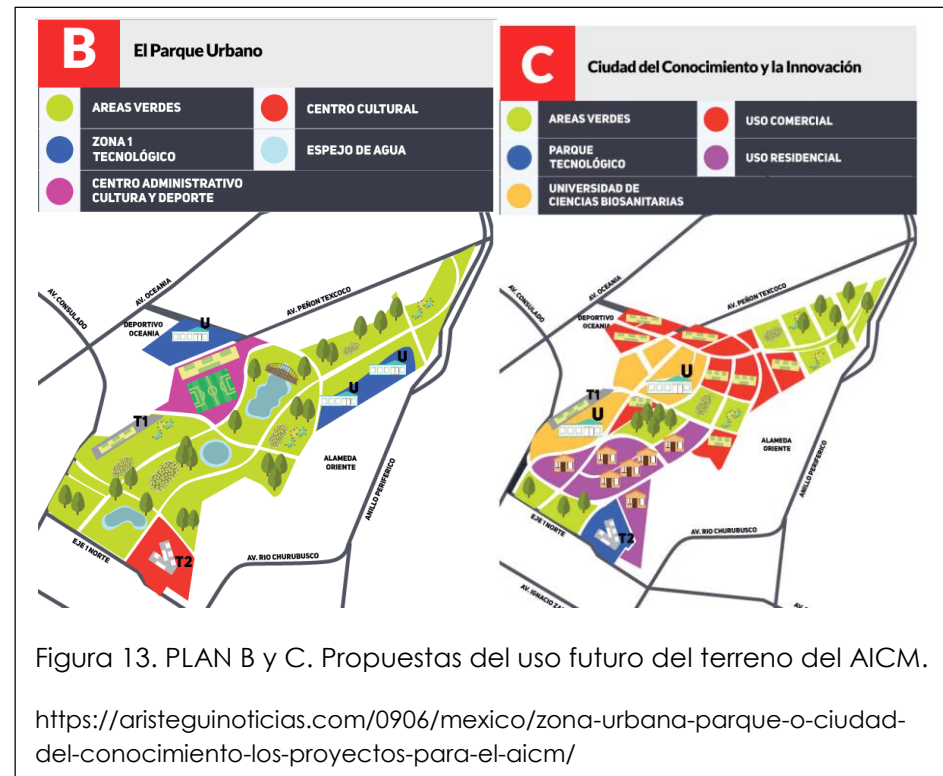 B
El Parque Urbano
AREAS VERDES
CENTRO CULTURAL
ZONA 1
TECNOLÓGICO
ESPEJO DE AGUA
CENTRO ADMINISTRATIVO
CULTURA Y DEPORTE
AV. CONSULADO
AV. OCEANIA
AV. PEÑON TEXCOCO
DEPORTIVO
OCEANIA
U
U
U
T1
ALAMEDA
ORIENTE
ANILLO PERIFERICO
EJE 1 NORTE
T2
AV. RIO CHURUBUSCO
C
Ciudad del Conocimiento y la Innovación
AREAS VERDES
USO COMERCIAL
PARQUE
TECNOLÓGICO
USO RESIDENCIAL
UNIVERSIDAD DE
CIENCIAS BIOSANITARIAS
AV. CONSULADO
AV. OCEANIA
AV. PEÑON TEXCOCO
DEPORTIVO
OCEANIA
U
T1
U
ALAMEDA
ORIENTE
ANILLO PERIFERICO
EJE 1 NORTE
T2
AV. RIO CHURUBUSCO
AV. IGNACIO
Figura 13. PLAN B y C. Propuestas del uso futuro del terreno del AICM.
https://aristeguinoticias.com/0906/mexico/zona-urbana-parque-o-ciudad-
del-conocimiento-los-proyectos-para-el-aicm/